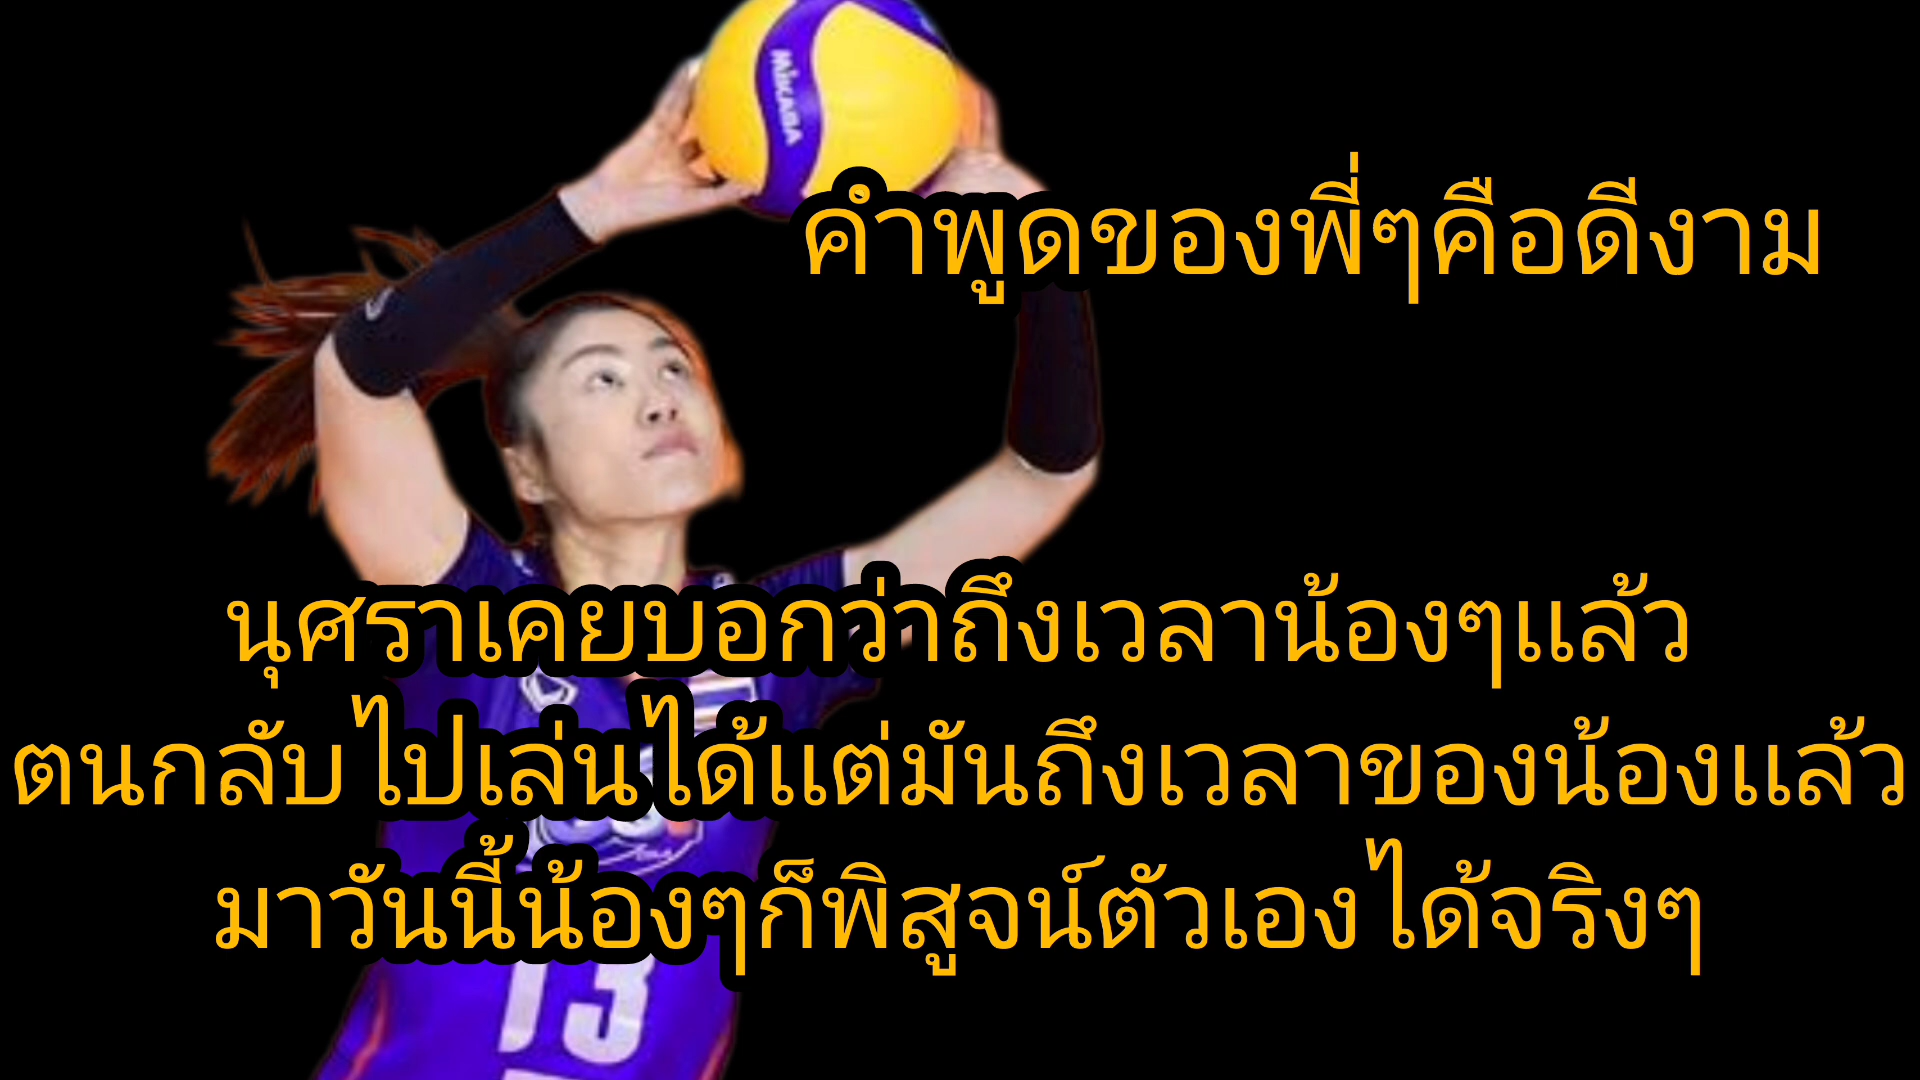 MIKASA
คำพูดของพี่ๆคือดีงาม
นุศราเคยบอกว่าถึงเวลาน้องๆแล้ว
ตนกลับไปเล่นได้แต่มันถึงเวลาของน้องแล้ว
มาวันนี้น้องๆก็พิสูจน์ตัวเองได้จริงๆ
13